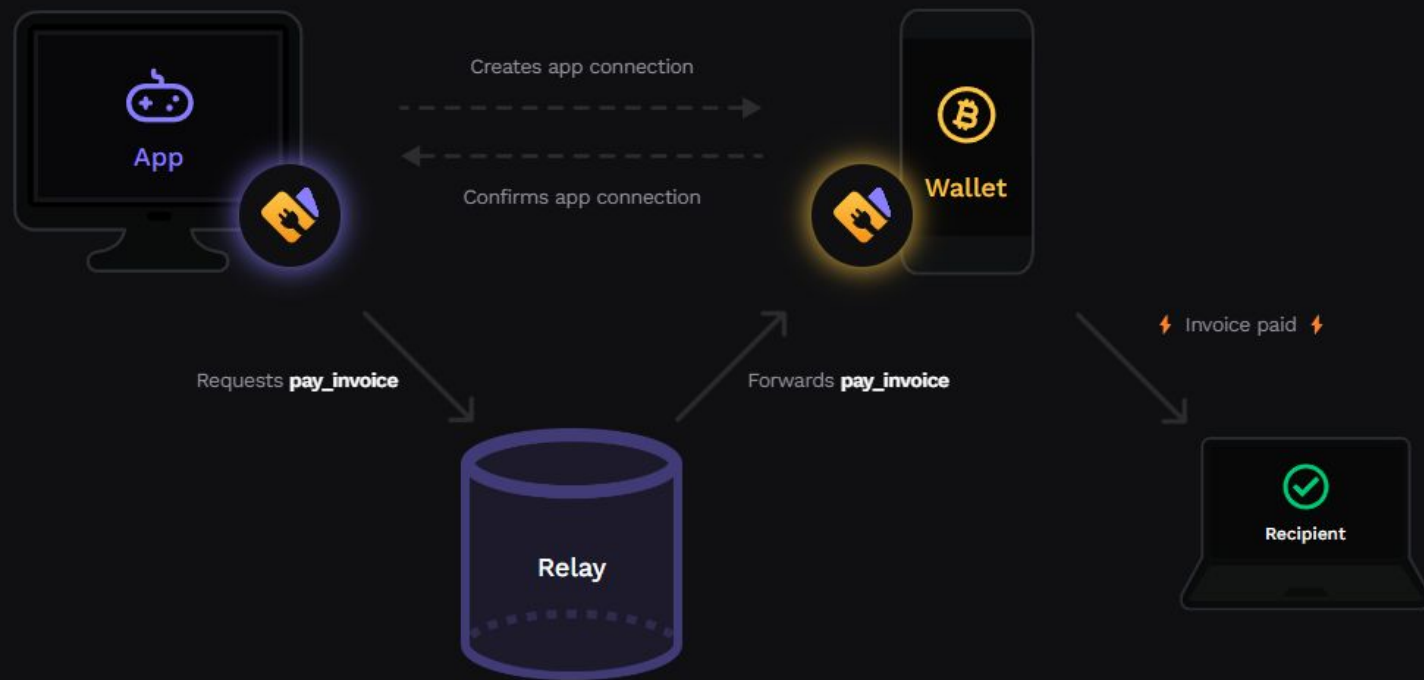 Creates app connection
App
Confirms app connection
Wallet
Invoice paid
Requests pay_invoice
Forwards pay_invoice
Recipient
Relay